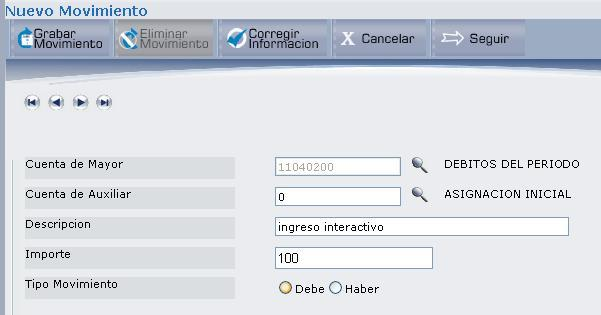 Nuevo Movimiento
Grabar Movimiento
Eliminar Movimiento
Corregir Informacion
X Cancelar
Seguir
Cuenta de Mayor 11040200 DEBITOS DEL PERIODO
Cuenta de Auxiliar 0 ASIGNACION INICIAL
Descripcion ingreso interactivo
Importe 100
Tipo Movimiento Debe Haber